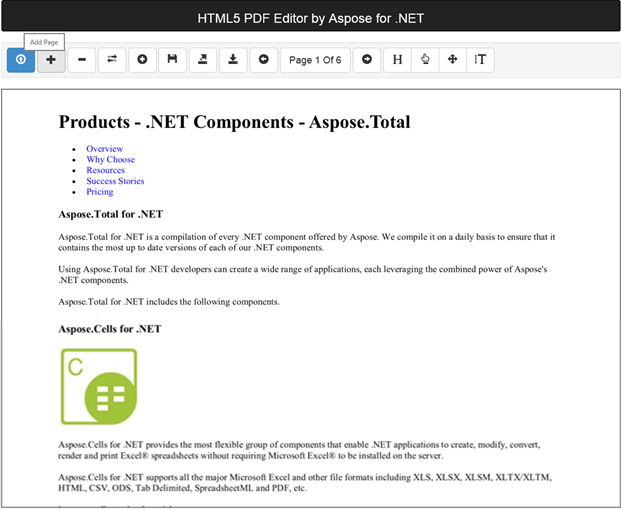 HTML5 PDF Editor by Aspose for .NET
Add Page
Page 1 Of 6
H
T
Products - .NET Components - Aspose.Total
Overview
Why Choose
Resources
Success Stories
Pricing
Aspose.Total for .NET
Aspose.Total for .NET is a compilation of every .NET component offered by Aspose. We compile it on a daily basis to ensure that it
contains the most up to date versions of each of our .NET components.
Using Aspose.Total for .NET developers can create a wide range of applications, each leveraging the combined power of Aspose's
.NET components.
Aspose.Total for .NET includes the following components.
Aspose.Cells for .NET
C
Aspose.Cells for .NET provides the most flexible group of components that enable .NET applications to create, modify, convert,
render and print Excel® spreadsheets without requiring Microsoft Excel® to be installed on the server.
Aspose.Cells for .NET supports all the major Microsoft Excel and other file formats including XLS, XLSX, XLSM, XLTX/XLTM,
HTML, CSV, ODS, Tab Delimited, SpreadsheetML and PDF, etc.